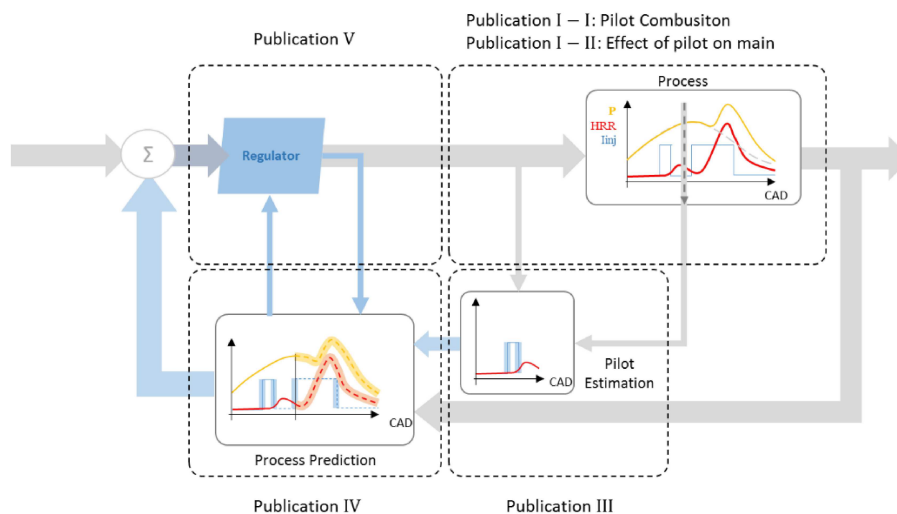 Publication V
Publication I – I: Pilot Combusiton
Publication I – II: Effect of pilot on main
Process
P
HRR
Iinj
CAD
Σ
Regulator
CAD
Pilot
Estimation
CAD
Process Prediction
Publication IV
Publication III